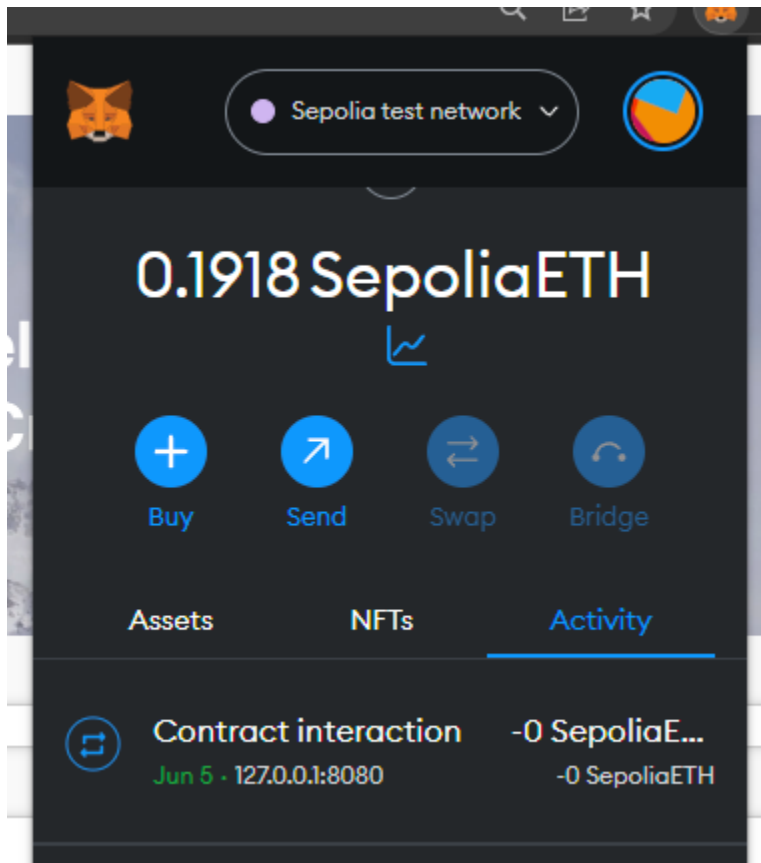 Sepolia test network
0.1918 SepoliaETH
Buy Send Swap Bridge
Assets NFTs Activity
Contract interaction -0 SepoliaE...
Jun 5 · 127.0.0.1:8080 -0 SepoliaETH